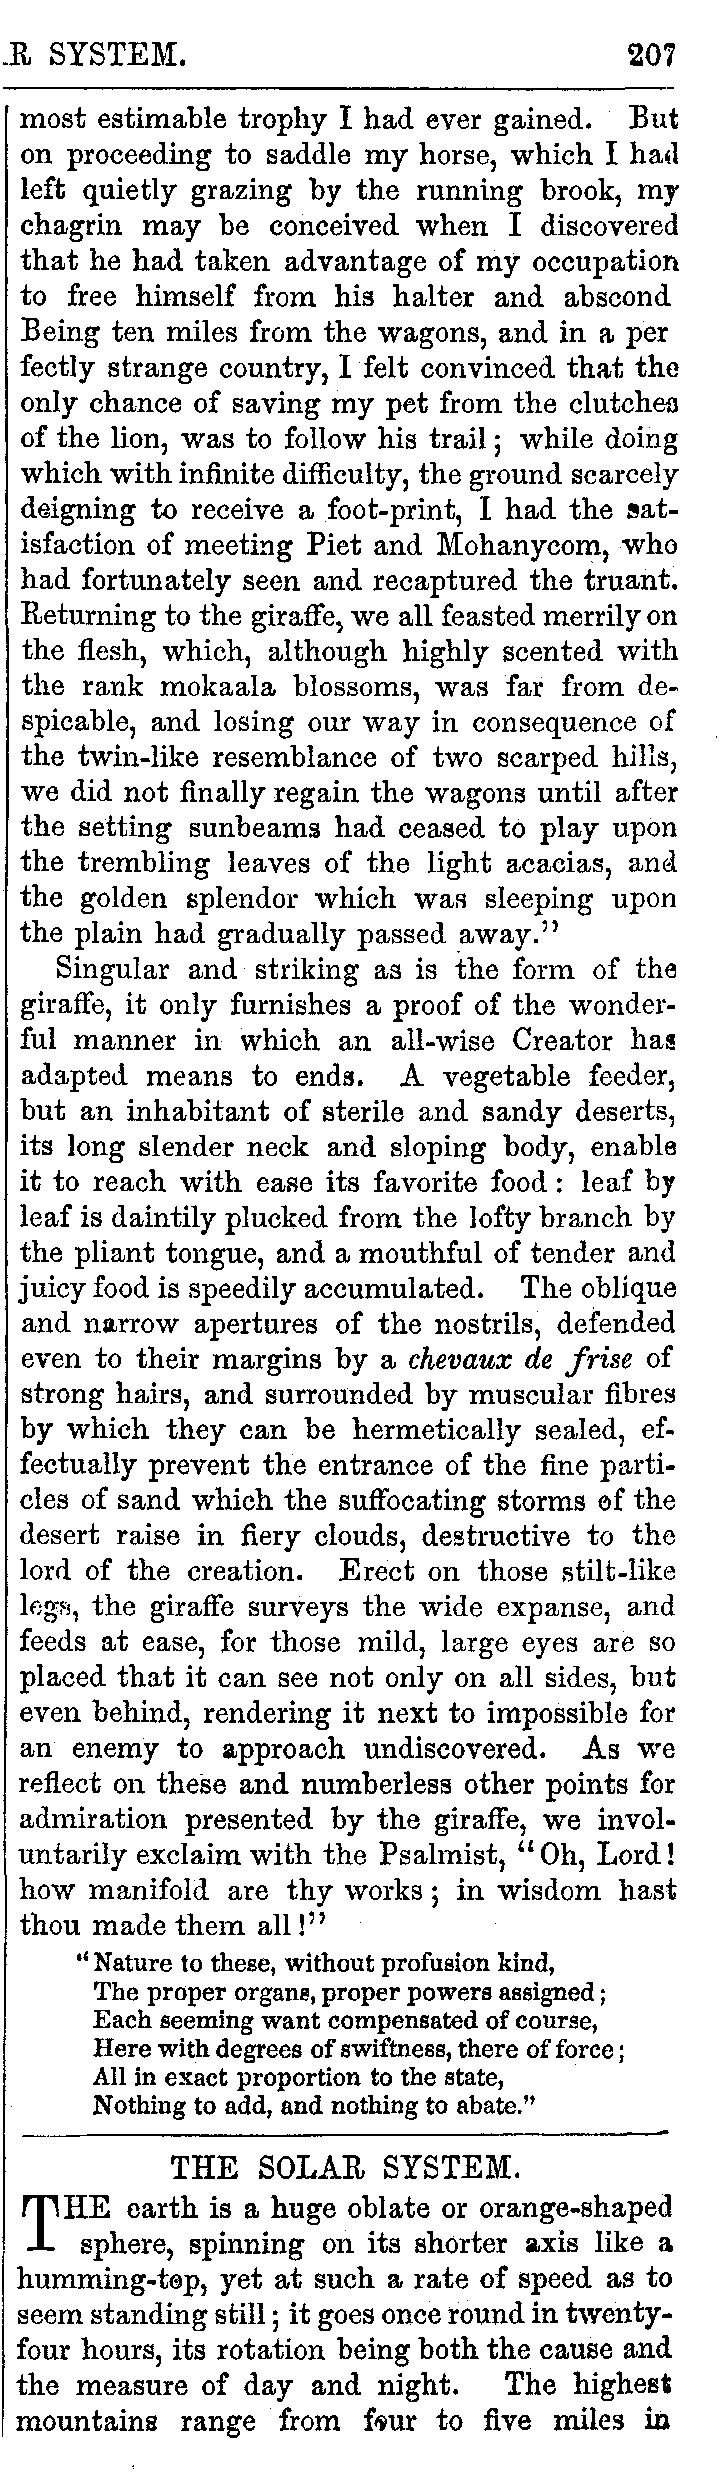 R SYSTEM. 207
most estimable trophy I had ever gained. But
on proceeding to saddle my horse, which I had
left quietly grazing by the running brook, my
chagrin may be conceived when I discovered
that he had taken advantage of my occupation
to free himself from his halter and abscond
Being ten miles from the wagons, and in a per
fectly strange country, I felt convinced that the
only chance of saving my pet from the clutches
of the lion, was to follow his trail; while doing
which with infinite difficulty, the ground scarcely
deigning to receive a foot-print, I had the sat-
isfaction of meeting Piet and Mohanycom, who
had fortunately seen and recaptured the truant.
Returning to the giraffe, we all feasted merrily on
the flesh, which, although highly scented with
the rank mokaala blossoms, was far from de-
spicable, and losing our way in consequence of
the twin-like resemblance of two scarped hills,
we did not finally regain the wagons until after
the setting sunbeams had ceased to play upon
the trembling leaves of the light acacias, and
the golden splendor which was sleeping upon
the plain had gradually passed away."
Singular and striking as is the form of the
giraffe, it only furnishes a proof of the wonder-
ful manner in which an all-wise Creator has
adapted means to ends. A vegetable feeder,
but an inhabitant of sterile and sandy deserts,
its long slender neck and sloping body, enable
it to reach with ease its favorite food: leaf by
leaf is daintily plucked from the lofty branch by
the pliant tongue, and a mouthful of tender and
juicy food is speedily accumulated. The oblique
and narrow apertures of the nostrils, defended
even to their margins by a chevaux de frise of
strong hairs, and surrounded by muscular fibres
by which they can be hermetically sealed, ef-
fectually prevent the entrance of the fine parti-
cles of sand which the suffocating storms of the
desert raise in fiery clouds, destructive to the
lord of the creation. Erect on those stilt-like
legs, the giraffe surveys the wide expanse, and
feeds at ease, for those mild, large eyes are so
placed that it can see not only on all sides, but
even behind, rendering it next to impossible for
an enemy to approach undiscovered. As we
reflect on these and numberless other points for
admiration presented by the giraffe, we invol-
untarily exclaim with the Psalmist, "Oh, Lord!
how manifold are thy works; in wisdom hast
thou made them all!"
"Nature to these, without profusion kind,
The proper organs, proper powers assigned;
Each seeming want compensated of course,
Here with degrees of swiftness, there of force;
All in exact proportion to the state,
Nothing to add, and nothing to abate."
THE SOLAR SYSTEM.
THE earth is a huge oblate or orange-shaped
sphere, spinning on its shorter axis like a
humming-top, yet at such a rate of speed as to
seem standing still; it goes once round in twenty-
four hours, its rotation being both the cause and
the measure of day and night. The highest
mountains range from four to five miles in